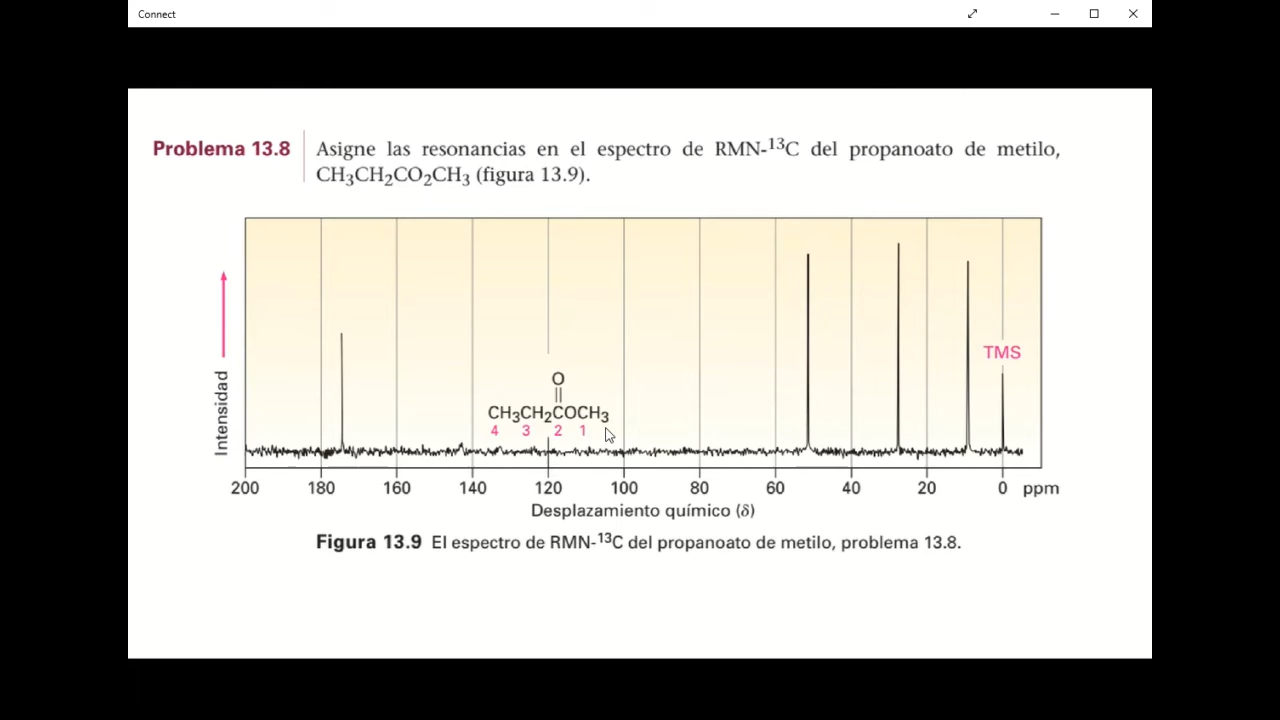 Connect
Problema 13.8
Asigne las resonancias en el espectro de RMN-¹³C del propanoato de metilo,
CH₃CH₂CO₂CH₃ (figura 13.9).
Intensidad
TMS
O
CH₃CH₂COCH₃
4 3 2 1
200 180 160 140 120 100 80 60 40 20 0 ppm
Desplazamiento químico (δ)
Figura 13.9 El espectro de RMN-¹³C del propanoato de metilo, problema 13.8.